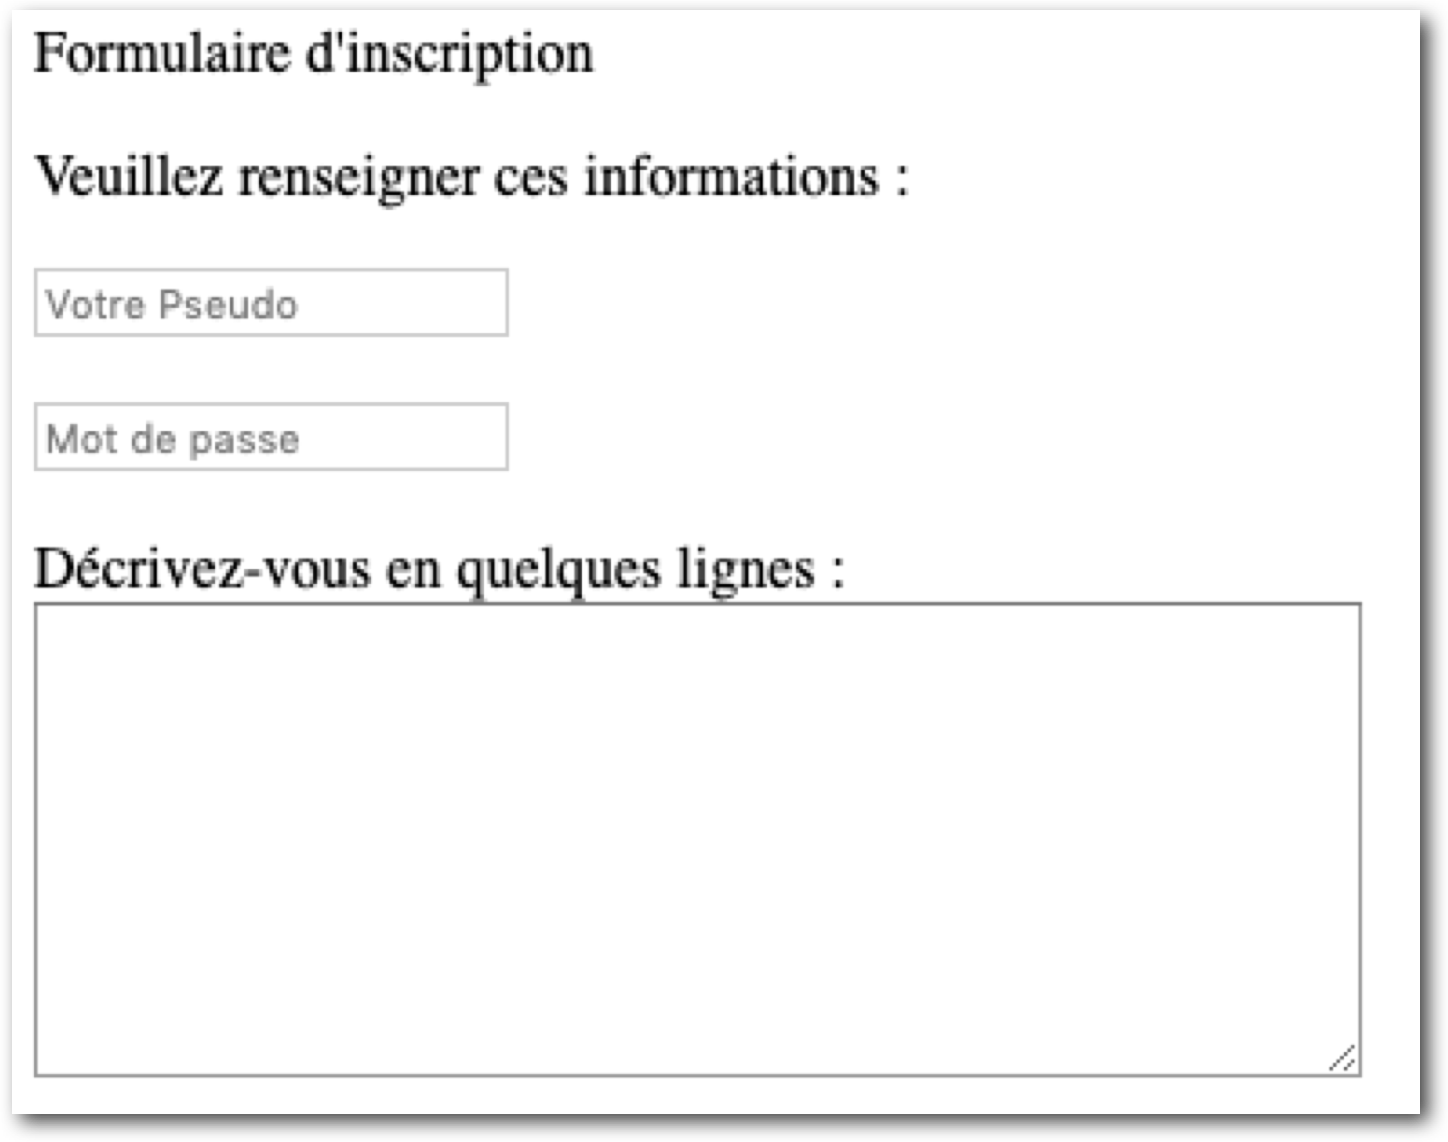 Formulaire d'inscription
Veuillez renseigner ces informations :
Votre Pseudo
Mot de passe
Décrivez-vous en quelques lignes :